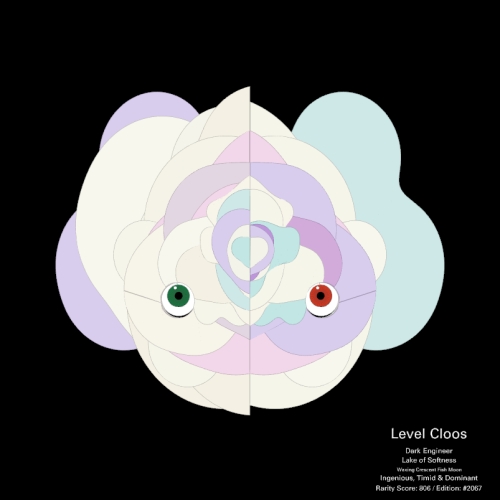 Level Cloos
Dark Engineer
Lake of Softness
Waxing Crescent Fish Moon
Ingenious, Timid & Dominant
Rarity Score: 806 / Edition: #2067